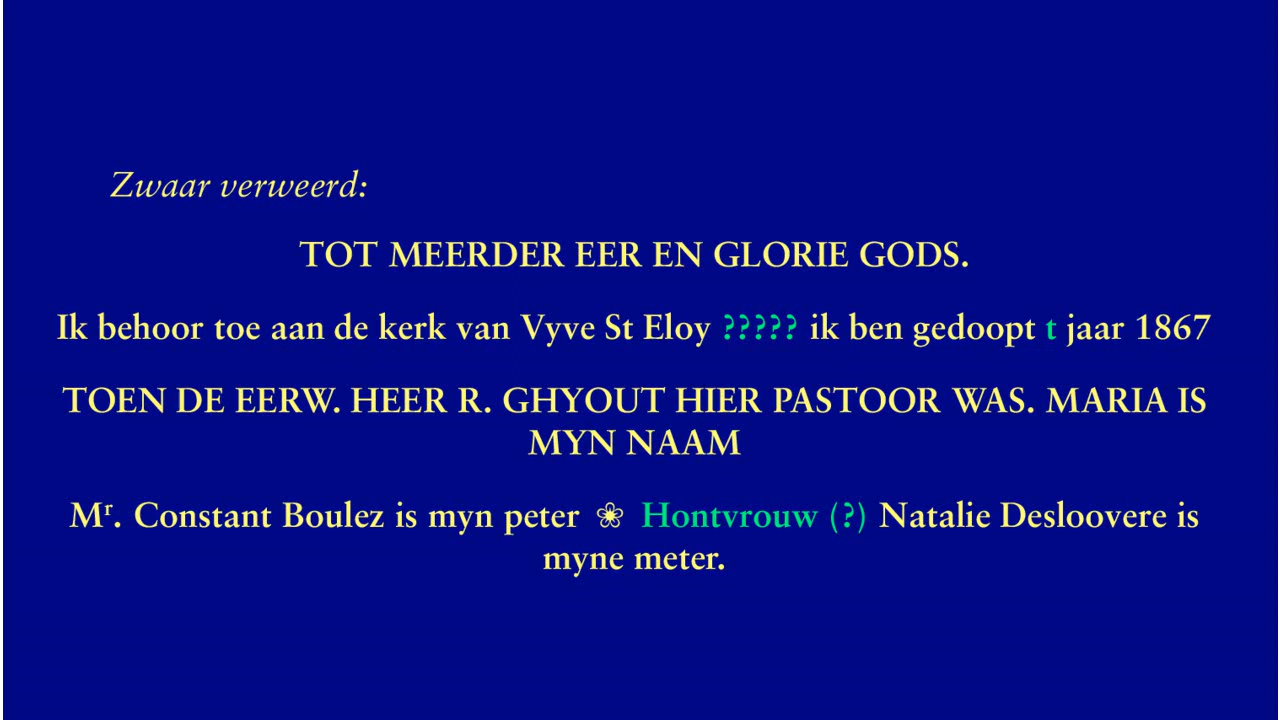 Zwaar verweerd:
TOT MEERDER EER EN GLORIE GODS.
Ik behoor toe aan de kerk van Vyve St Eloy ????? ik ben gedoopt t jaar 1867
TOEN DE EERW. HEER R. GHYOUT HIER PASTOOR WAS. MARIA IS
MYN NAAM
Mʳ. Constant Boulez is myn peter ❀ Hontvrouw (?) Natalie Desloovere is
myne meter.